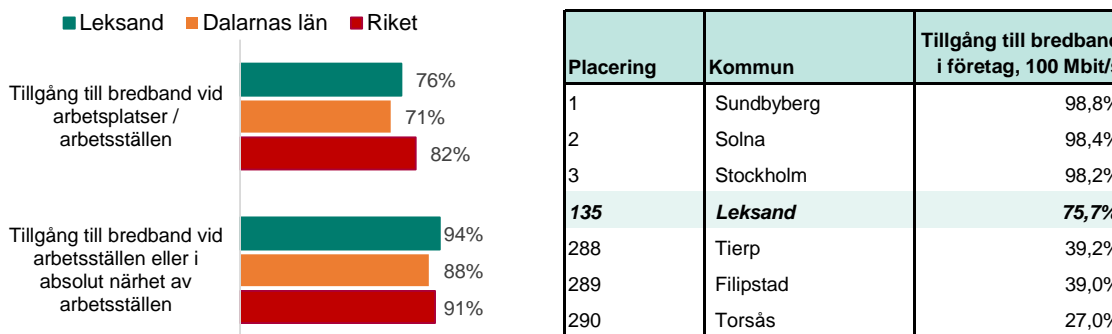 Leksand Dalarnas län Riket
Tillgång till bredband vid
arbetsplatser /
arbetsställen
76%
71%
82%
Tillgång till bredband vid
arbetsställen eller i
absolut närhet av
arbetsställen
94%
88%
91%
Placering Kommun Tillgång till bredband
i företag, 100 Mbit/s
1 Sundbyberg 98,8%
2 Solna 98,4%
3 Stockholm 98,2%
135 Leksand 75,7%
288 Tierp 39,2%
289 Filipstad 39,0%
290 Torsås 27,0%